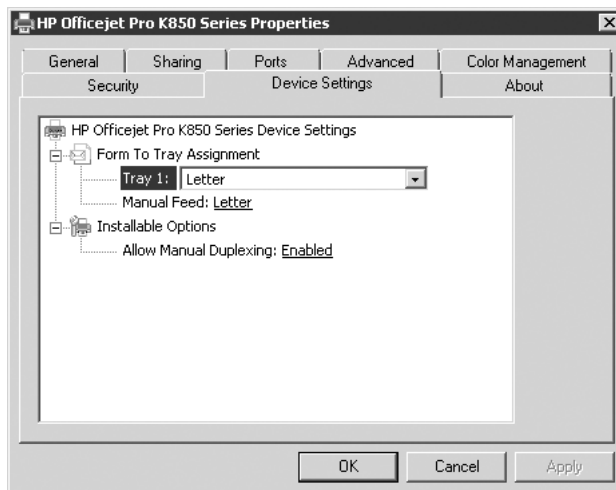 HP Officejet Pro K850 Series Properties
General Sharing Ports Advanced Color Management
Security Device Settings About
HP Officejet Pro K850 Series Device Settings
Form To Tray Assignment
Tray 1: Letter
Manual Feed: Letter
Installable Options
Allow Manual Duplexing: Enabled
OK Cancel Apply